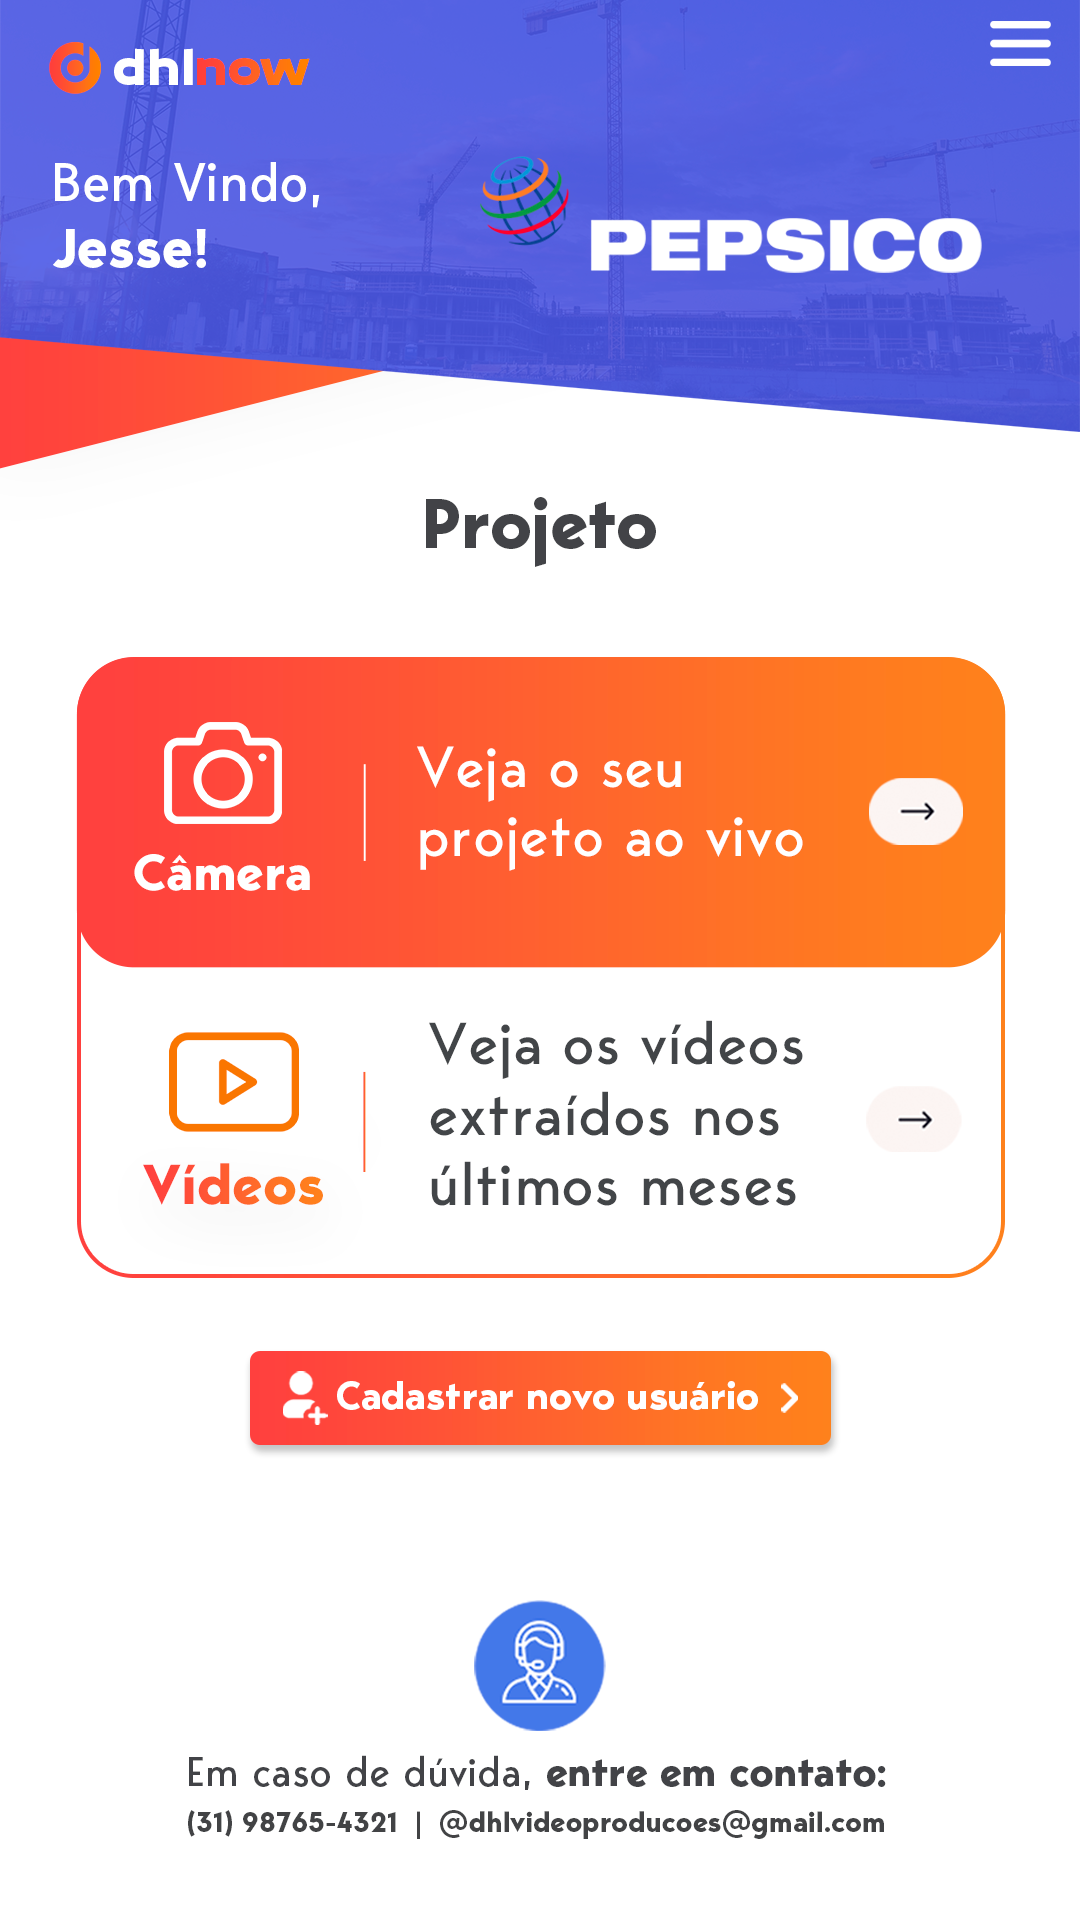 dhlnow
Bem Vindo,
Jesse!
PEPSICO
Projeto
Câmera
Veja o seu
projeto ao vivo
Vídeos
Veja os vídeos
extraídos nos
últimos meses
Cadastrar novo usuário
Em caso de dúvida, entre em contato:
(31) 98765-4321 | @dhlvideoproducoes@gmail.com